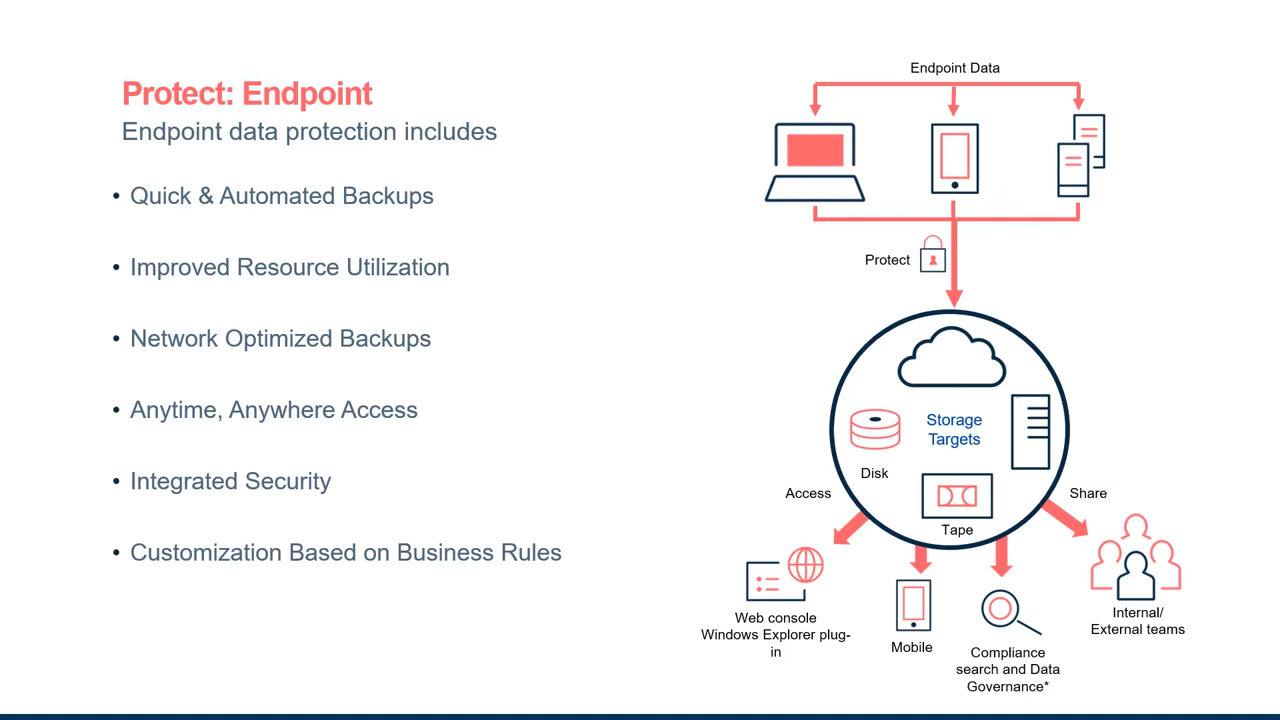 Protect: Endpoint
Endpoint data protection includes
• Quick & Automated Backups
• Improved Resource Utilization
• Network Optimized Backups
• Anytime, Anywhere Access
• Integrated Security
• Customization Based on Business Rules
Endpoint Data
Protect
Storage
Targets
Disk
Tape
Access
Share
Web console
Windows Explorer plug-
in
Mobile
Compliance
search and Data
Governance*
Internal/
External teams